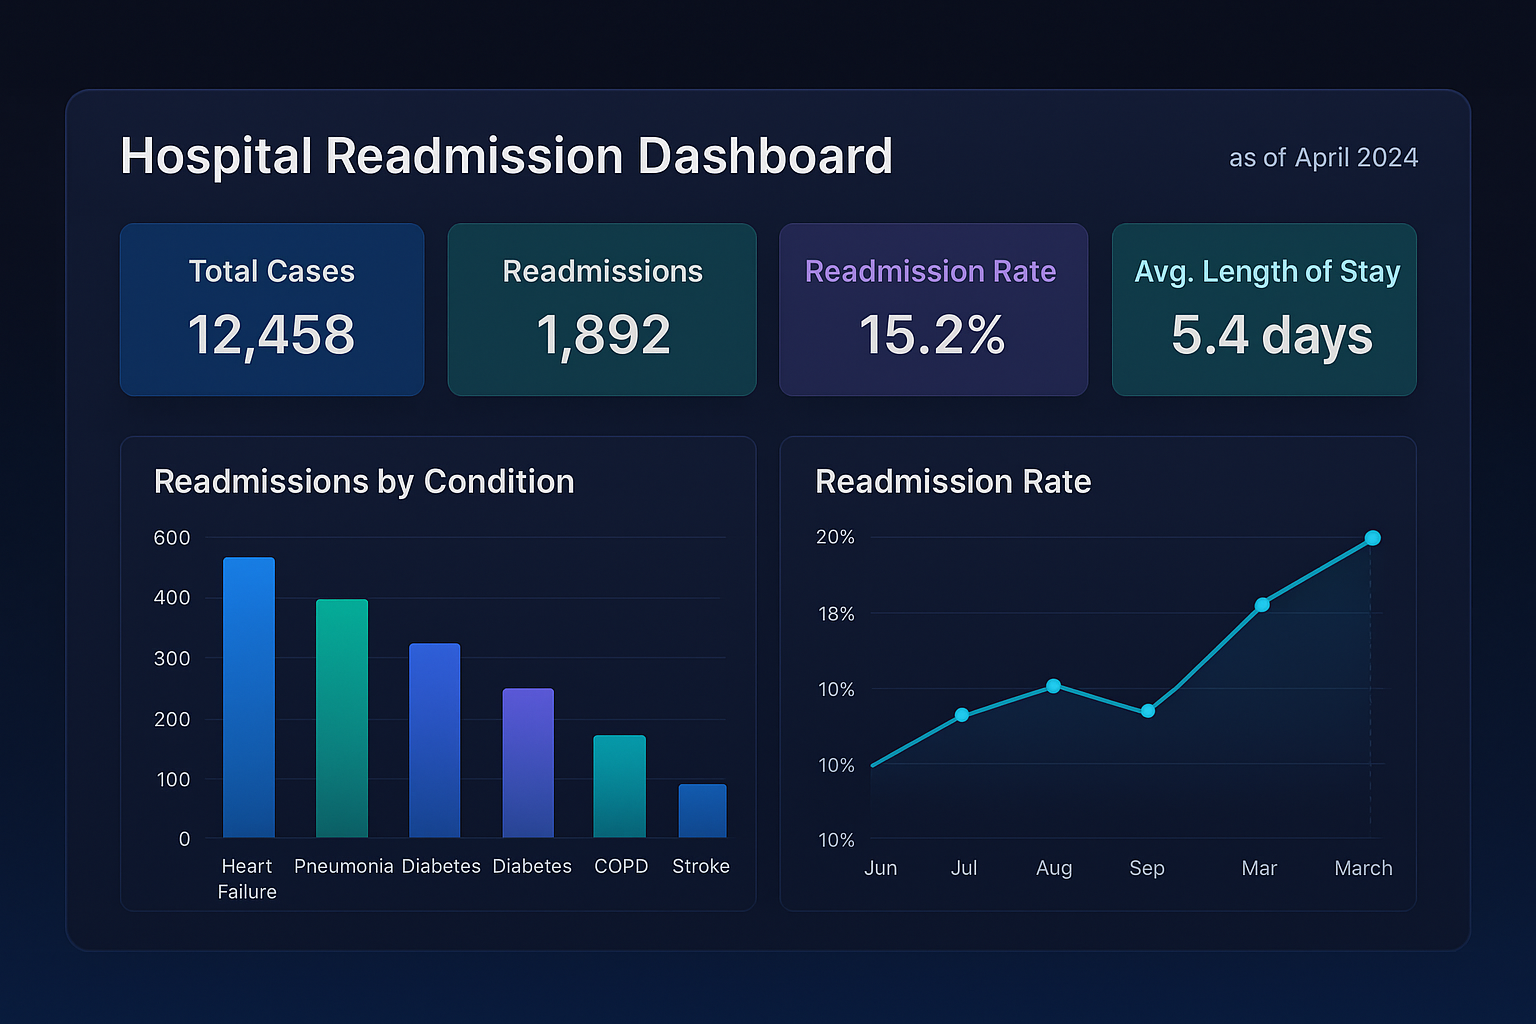 Hospital Readmission Dashboard
as of April 2024
Total Cases
12,458
Readmissions
1,892
Readmission Rate
15.2%
Avg. Length of Stay
5.4 days
Readmissions by Condition
600
400
300
200
100
0
Heart
Failure
Pneumonia
Diabetes
Diabetes
COPD
Stroke
Readmission Rate
20%
18%
10%
10%
10%
Jun
Jul
Aug
Sep
Mar
March